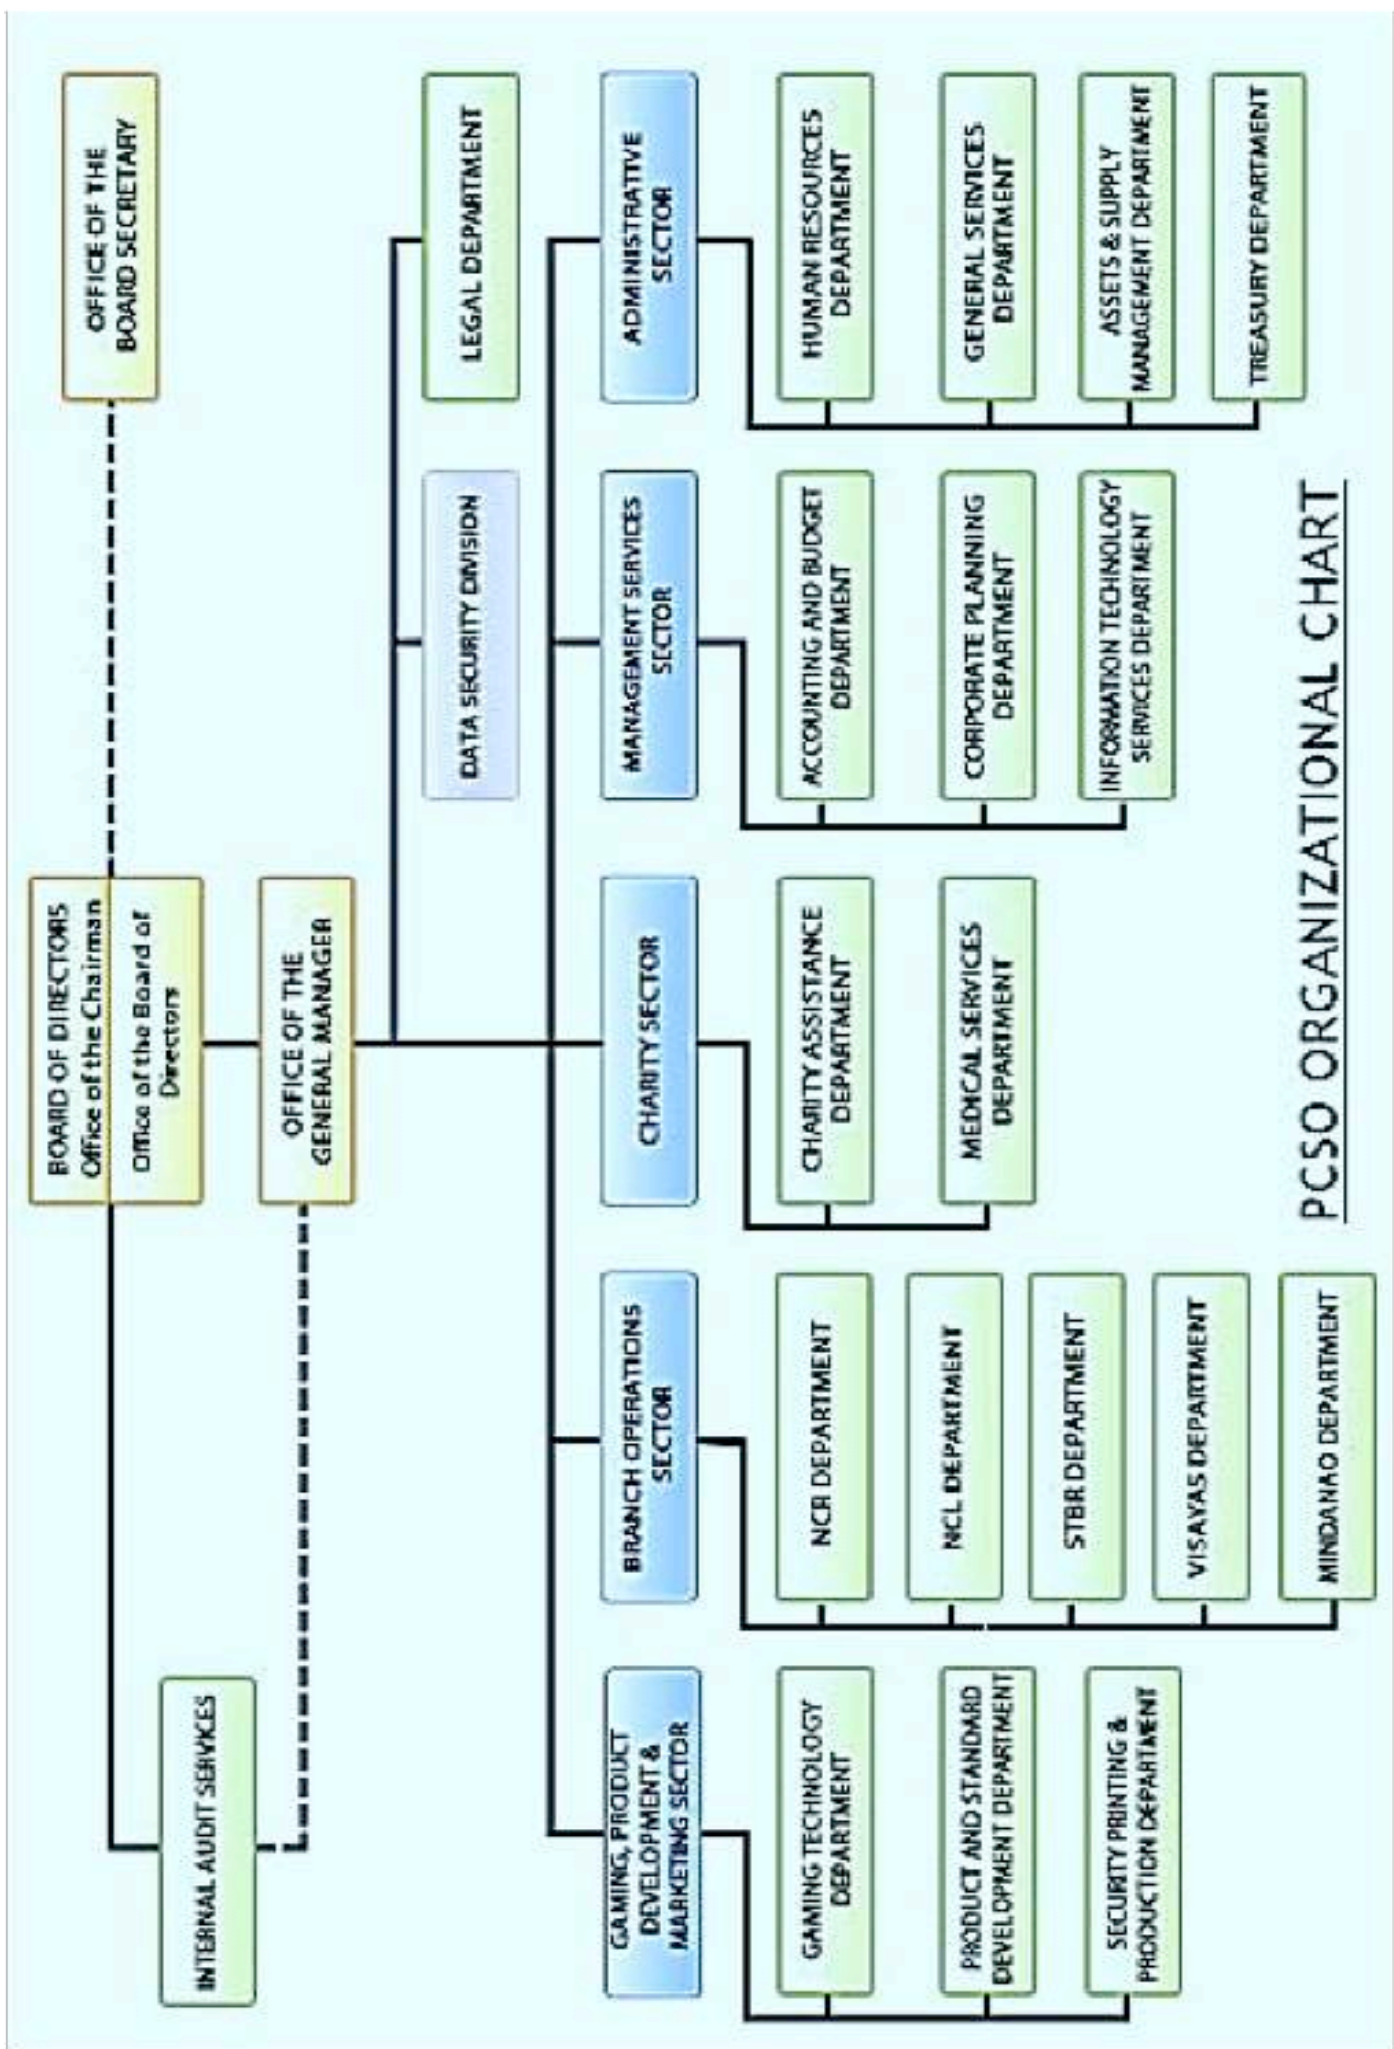 BOARD OF DIRECTORS
Office of the Chairman
Office of the Board of
Directors
OFFICE OF THE
BOARD SECRETARY
INTERNAL AUDIT SERVICES
OFFICE OF THE
GENERAL MANAGER
DATA SECURITY DIVISION
LEGAL DEPARTMENT
GAMING, PRODUCT
DEVELOPMENT &
MARKETING SECTOR
GAMING TECHNOLOGY
DEPARTMENT
PRODUCT AND STANDARD
DEVELOPMENT DEPARTMENT
SECURITY PRINTING &
PRODUCTION DEPARTMENT
BRANCH OPERATIONS
SECTOR
NCR DEPARTMENT
NCL DEPARTMENT
STBR DEPARTMENT
VISAYAS DEPARTMENT
MINDANAO DEPARTMENT
CHARITY SECTOR
CHARITY ASSISTANCE
DEPARTMENT
MEDICAL SERVICES
DEPARTMENT
MANAGEMENT SERVICES
SECTOR
ACCOUNTING AND BUDGET
DEPARTMENT
CORPORATE PLANNING
DEPARTMENT
INFORMATION TECHNOLOGY
SERVICES DEPARTMENT
ADMINISTRATIVE
SECTOR
HUMAN RESOURCES
DEPARTMENT
GENERAL SERVICES
DEPARTMENT
ASSETS & SUPPLY
MANAGEMENT DEPARTMENT
TREASURY DEPARTMENT
PCSO ORGANIZATIONAL CHART